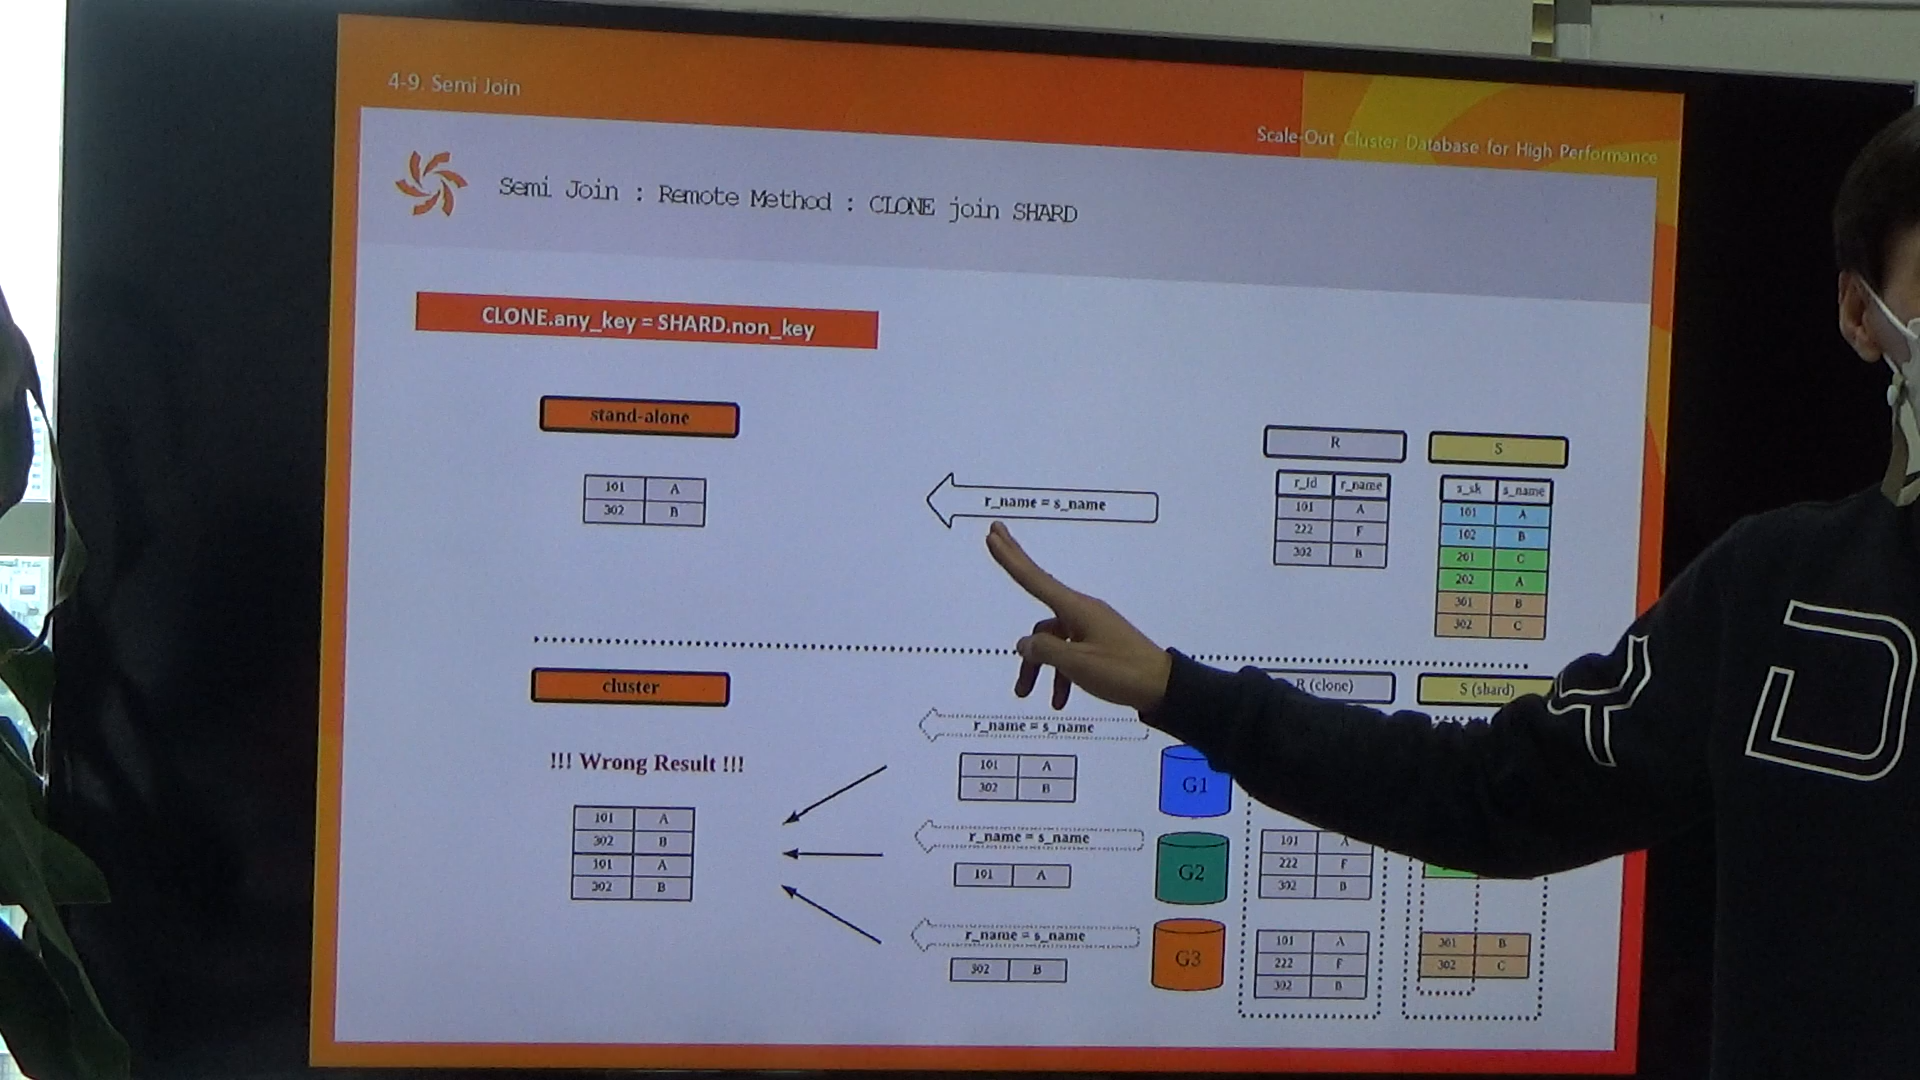 4-9. Semi Join
Scale-Out Cluster Database for High Performance
Semi Join : Remote Method : CLONE join SHARD
CLONE.any_key = SHARD.non_key
stand-alone
101 A
302 B
r_name = s_name
R
r_id r_name
101 A
222 F
302 B
S
s_sk s_name
101 A
102 B
201 C
202 A
301 B
302 C
cluster
!!! Wrong Result !!!
101 A
302 B
101 A
302 B
r_name = s_name
101 A
302 B
r_name = s_name
101 A
r_name = s_name
302 B
G1
G2
G3
R (clone)
101 A
222 F
302 B
101 A
222 F
302 B
S (shard)
301 B
302 C
D